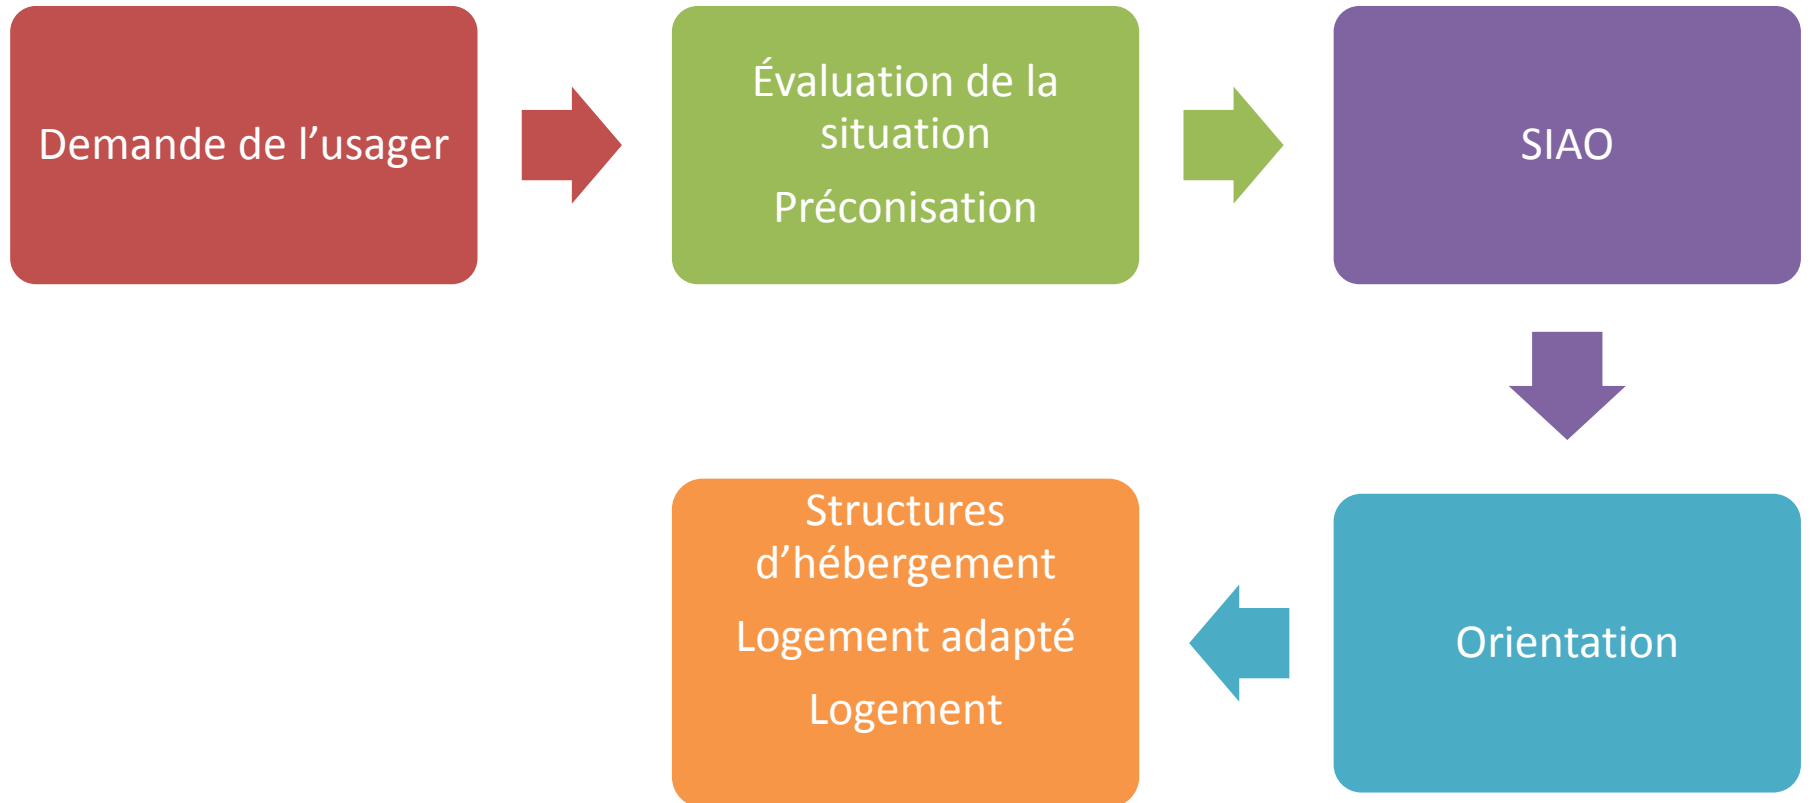 Demande de l’usager
Évaluation de la
situation
Préconisation
SIAO
Orientation
Structures
d’hébergement
Logement adapté
Logement